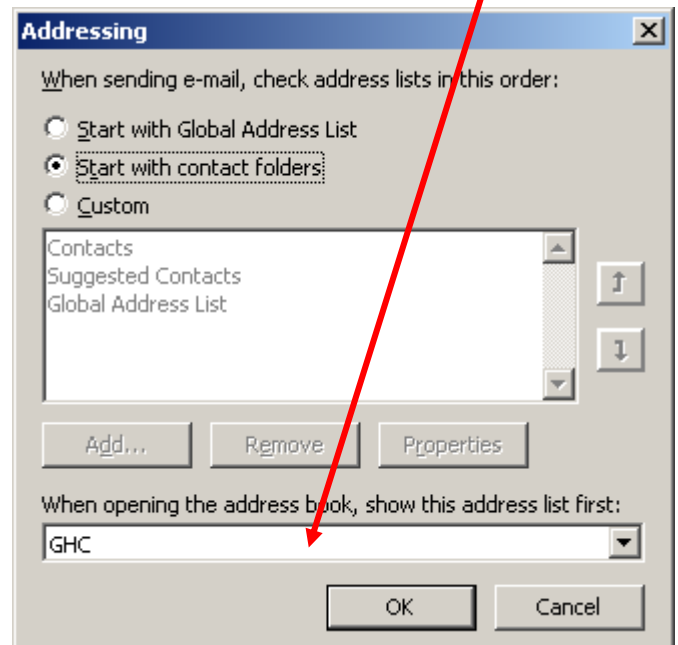 Addressing
When sending e-mail, check address lists in this order:
Start with Global Address List
Start with contact folders
Custom
Contacts
Suggested Contacts
Global Address List
Add...
Remove
Properties
When opening the address book, show this address list first:
GHC
OK
Cancel